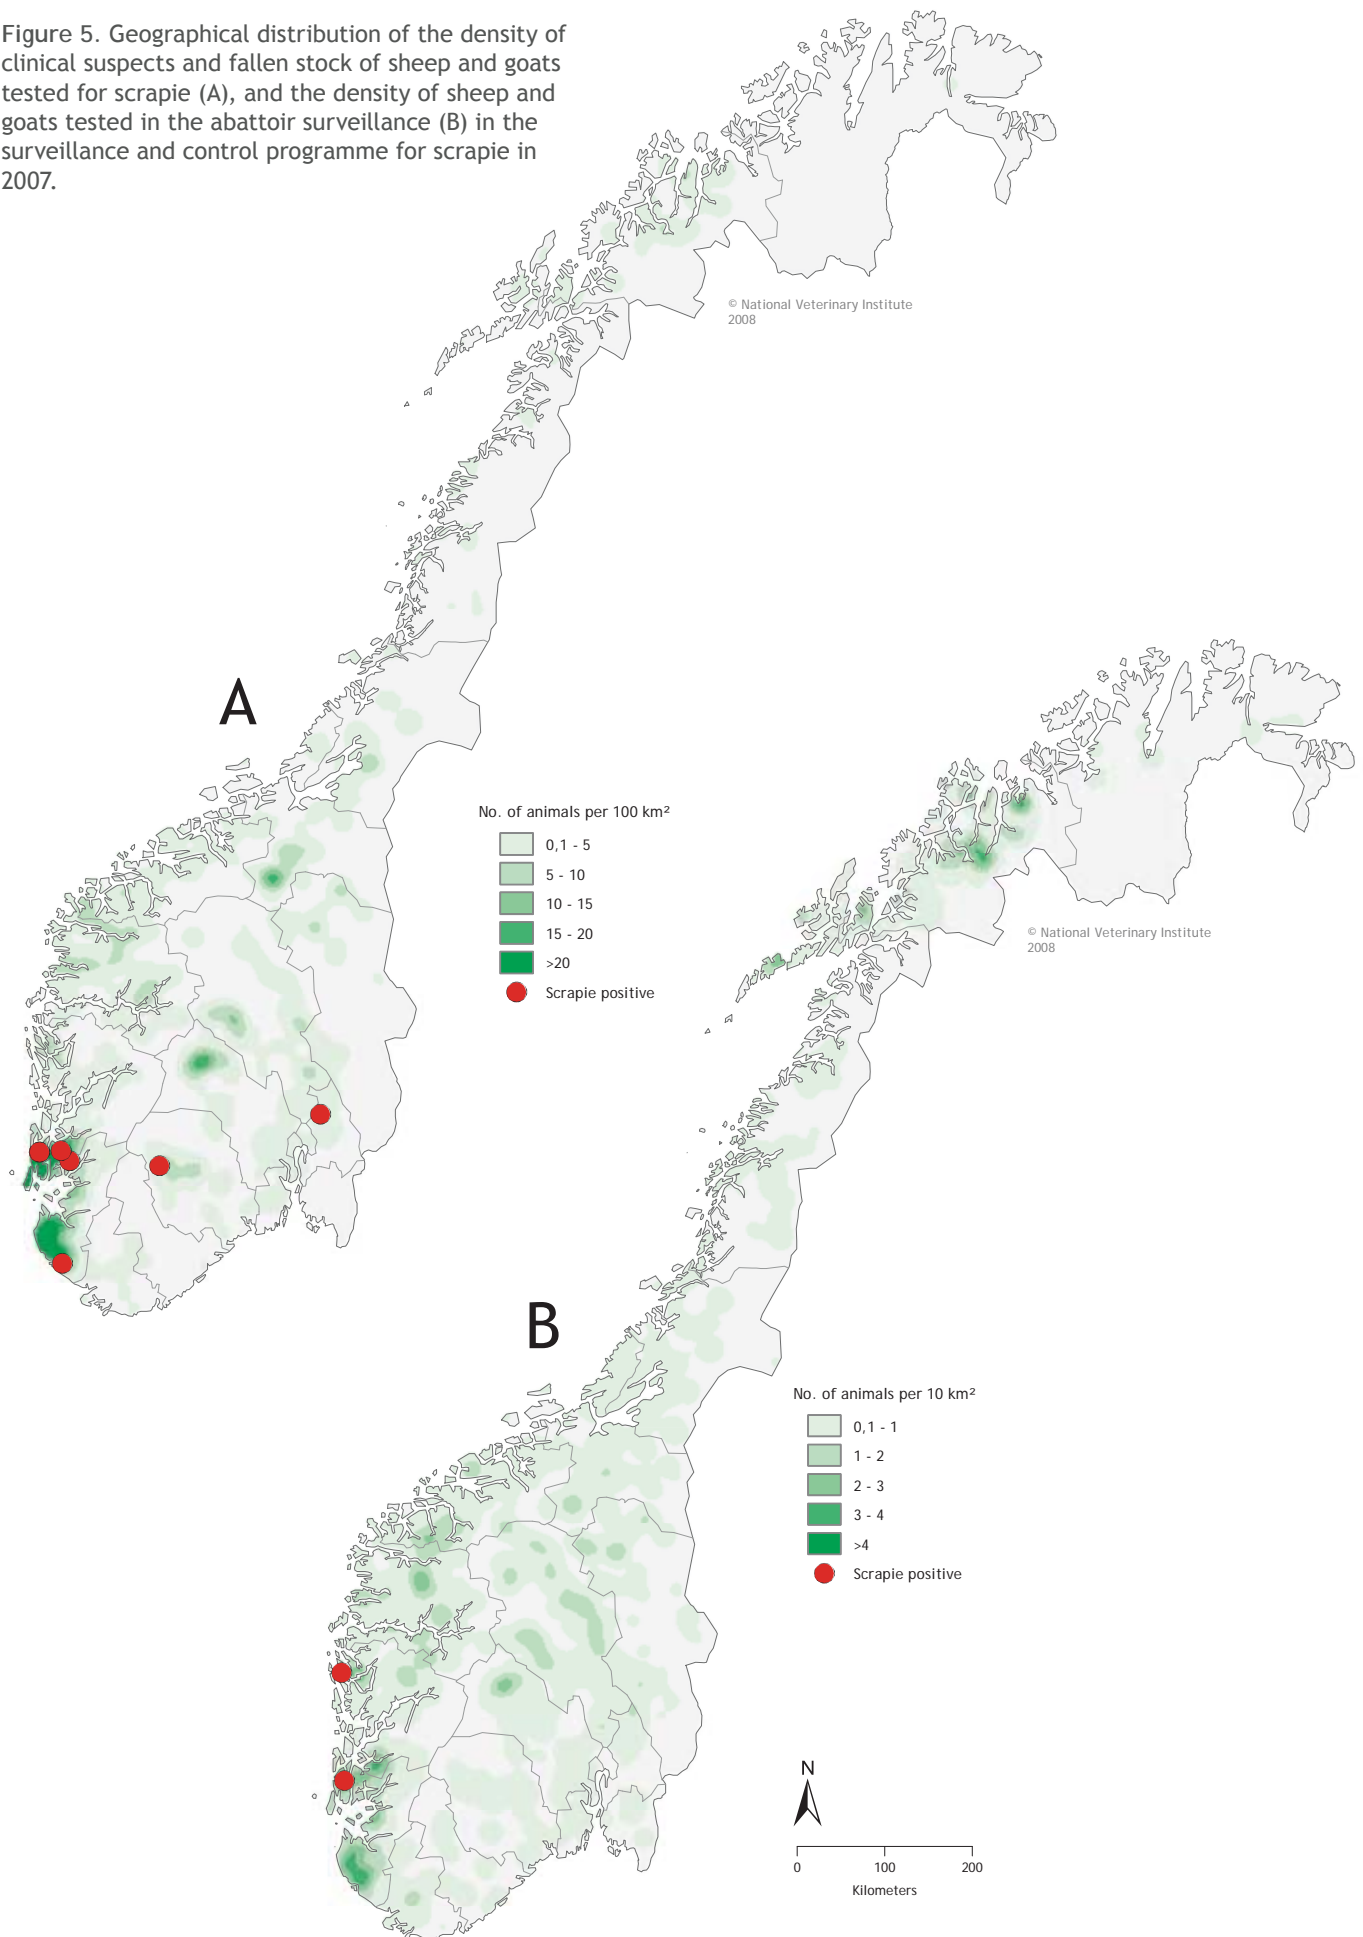 Figure 5. Geographical distribution of the density of
clinical suspects and fallen stock of sheep and goats
tested for scrapie (A), and the density of sheep and
goats tested in the abattoir surveillance (B) in the
surveillance and control programme for scrapie in
2007.
© National Veterinary Institute
2008
A
No. of animals per 100 km²
0,1 - 5
5 - 10
10 - 15
15 - 20
>20
Scrapie positive
© National Veterinary Institute
2008
B
No. of animals per 10 km²
0,1 - 1
1 - 2
2 - 3
3 - 4
>4
Scrapie positive
N
0 100 200
Kilometers